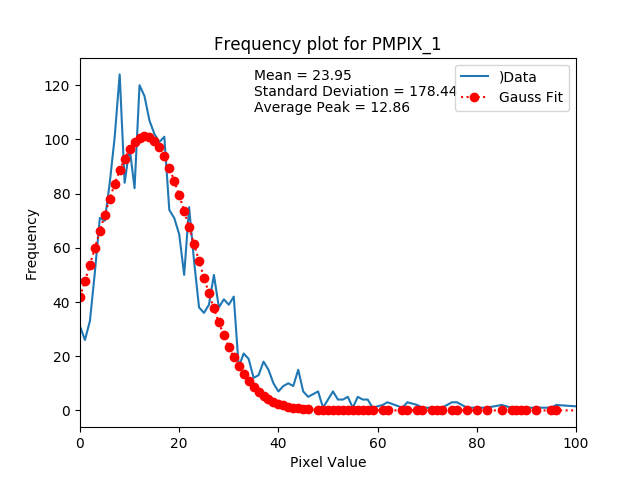 Frequency plot for PMPIX_1
Mean = 23.95
Standard Deviation = 178.44
Average Peak = 12.86
)Data
Gauss Fit
Frequency
120
100
80
60
40
20
0
0 20 40 60 80 100
Pixel Value